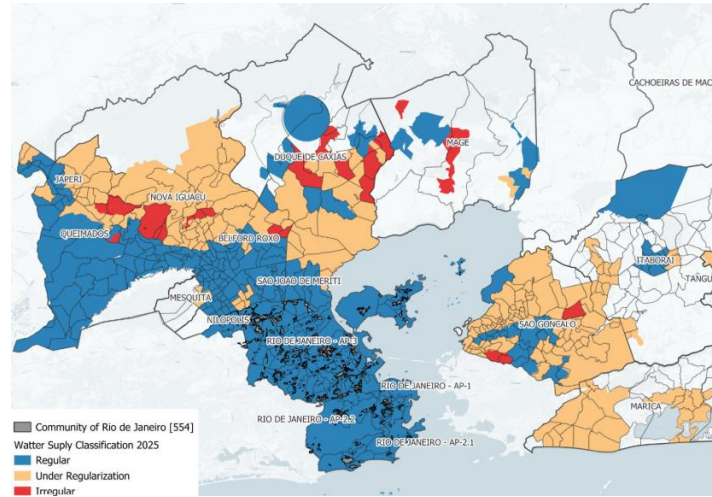 CACHOEIRAS DE MAC
DUQUE DE CAXIAS
MAGE
JAPERI
NOVA IGUACU
QUEIMADOS
BELFORD ROXO
ITABORAI
TANGU
SAO JOAO DE MERITI
MESQUITA
NILOPOLIS
SAO GONCALO
RIO DE JANEIRO - AP-3
RIO DE JANEIRO - AP-1
MARICA
RIO DE JANEIRO - AP-2.2
RIO DE JANEIRO - AP-2.1
Community of Rio de Janeiro [554]
Watter Suply Classification 2025
Regular
Under Regularization
Irregular